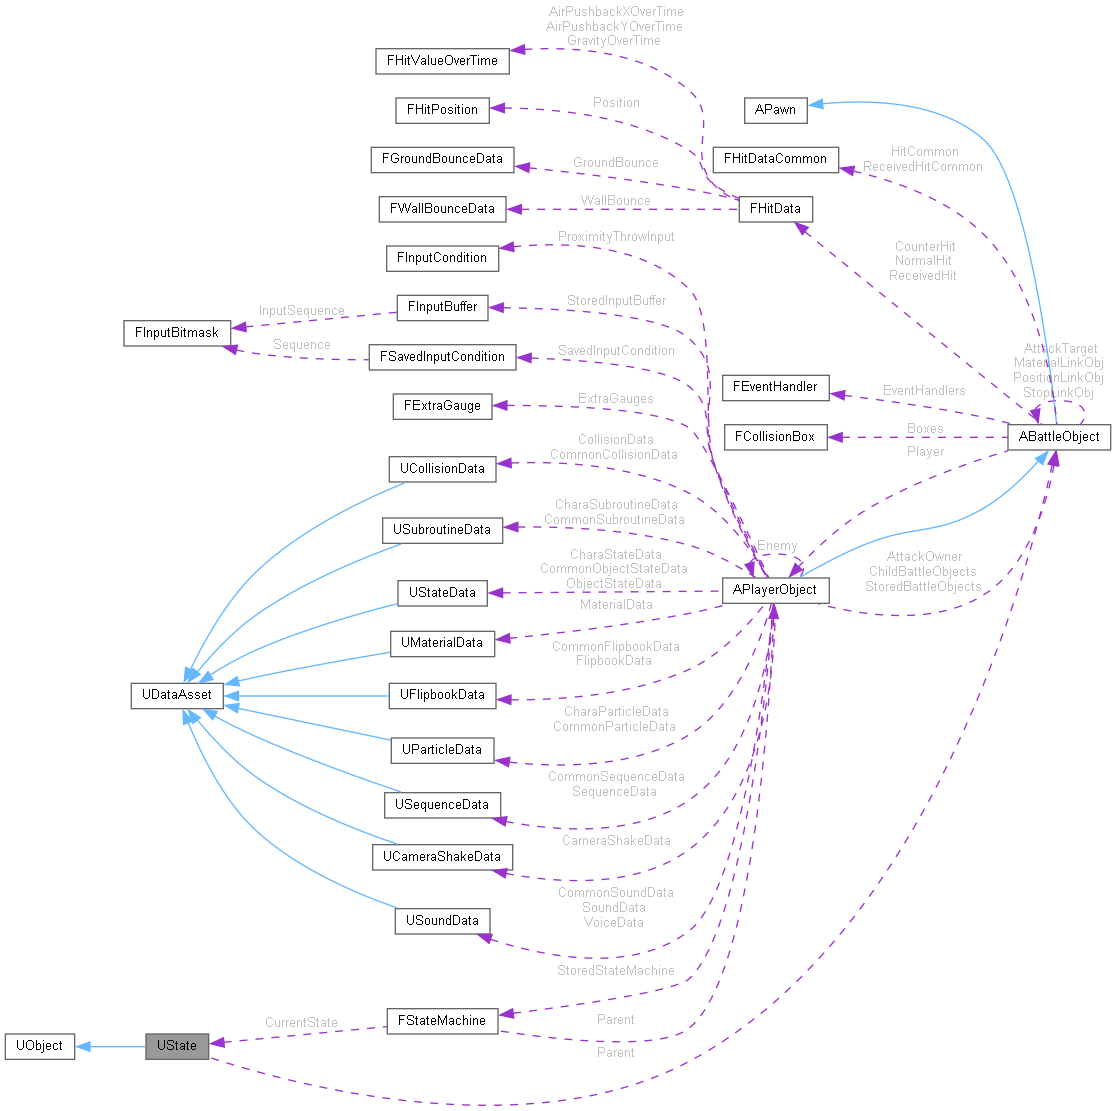 AirPushbackXOverTime
AirPushbackYOverTime
GravityOverTime
FHitValueOverTime
Position
FHitPosition
APawn
GroundBounce
FGroundBounceData
HitCommon
ReceivedHitCommon
FHitDataCommon
WallBounce
FWallBounceData
FHitData
ProximityThrowInput
FInputCondition
CounterHit
NormalHit
ReceivedHit
StoredInputBuffer
FInputBuffer
InputSequence
FInputBitmask
Sequence
SavedInputCondition
FSavedInputCondition
AttackTarget
MaterialLinkObj
PositionLinkObj
StopLinkObj
FEventHandler
EventHandlers
ExtraGauges
FExtraGauge
FCollisionBox
Boxes
ABattleObject
Player
CollisionData
CommonCollisionData
UCollisionData
CharaSubroutineData
CommonSubroutineData
USubroutineData
Enemy
CharaStateData
CommonObjectStateData
ObjectStateData
UStateData
APlayerObject
AttackOwner
ChildBattleObjects
StoredBattleObjects
MaterialData
UMaterialData
CommonFlipbookData
FlipbookData
UDataAsset
UFlipbookData
CharaParticleData
CommonParticleData
UParticleData
CommonSequenceData
SequenceData
USequenceData
CameraShakeData
UCameraShakeData
CommonSoundData
SoundData
VoiceData
USoundData
StoredStateMachine
FStateMachine
CurrentState
Parent
UObject
UState
Parent